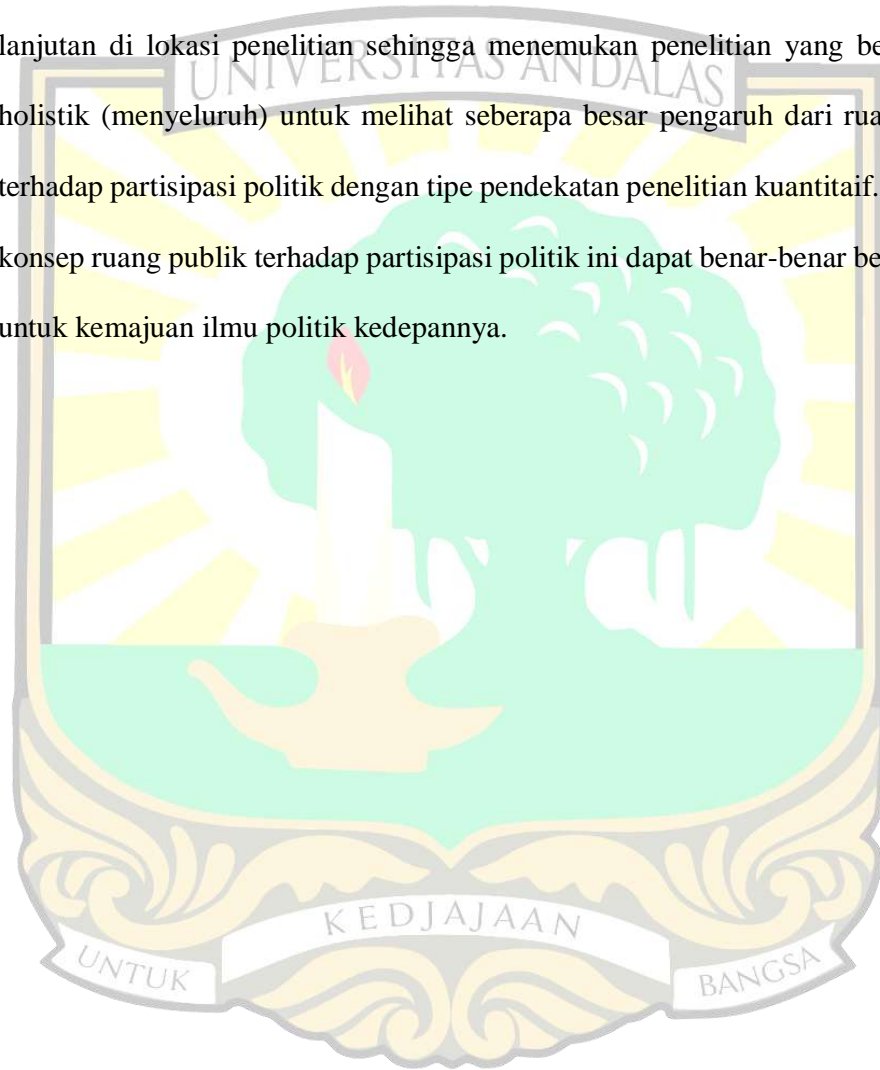 lanjutan di lokasi penelitian sehingga menemukan penelitian yang be
UNIVERSITAS ANDALAS
holistik (menyeluruh) untuk melihat seberapa besar pengaruh dari rua
terhadap partisipasi politik dengan tipe pendekatan penelitian kuantitaif.
konsep ruang publik terhadap partisipasi politik ini dapat benar-benar be
untuk kemajuan ilmu politik kedepannya.
KEDJAJAAN
UNTUK
BANGSA